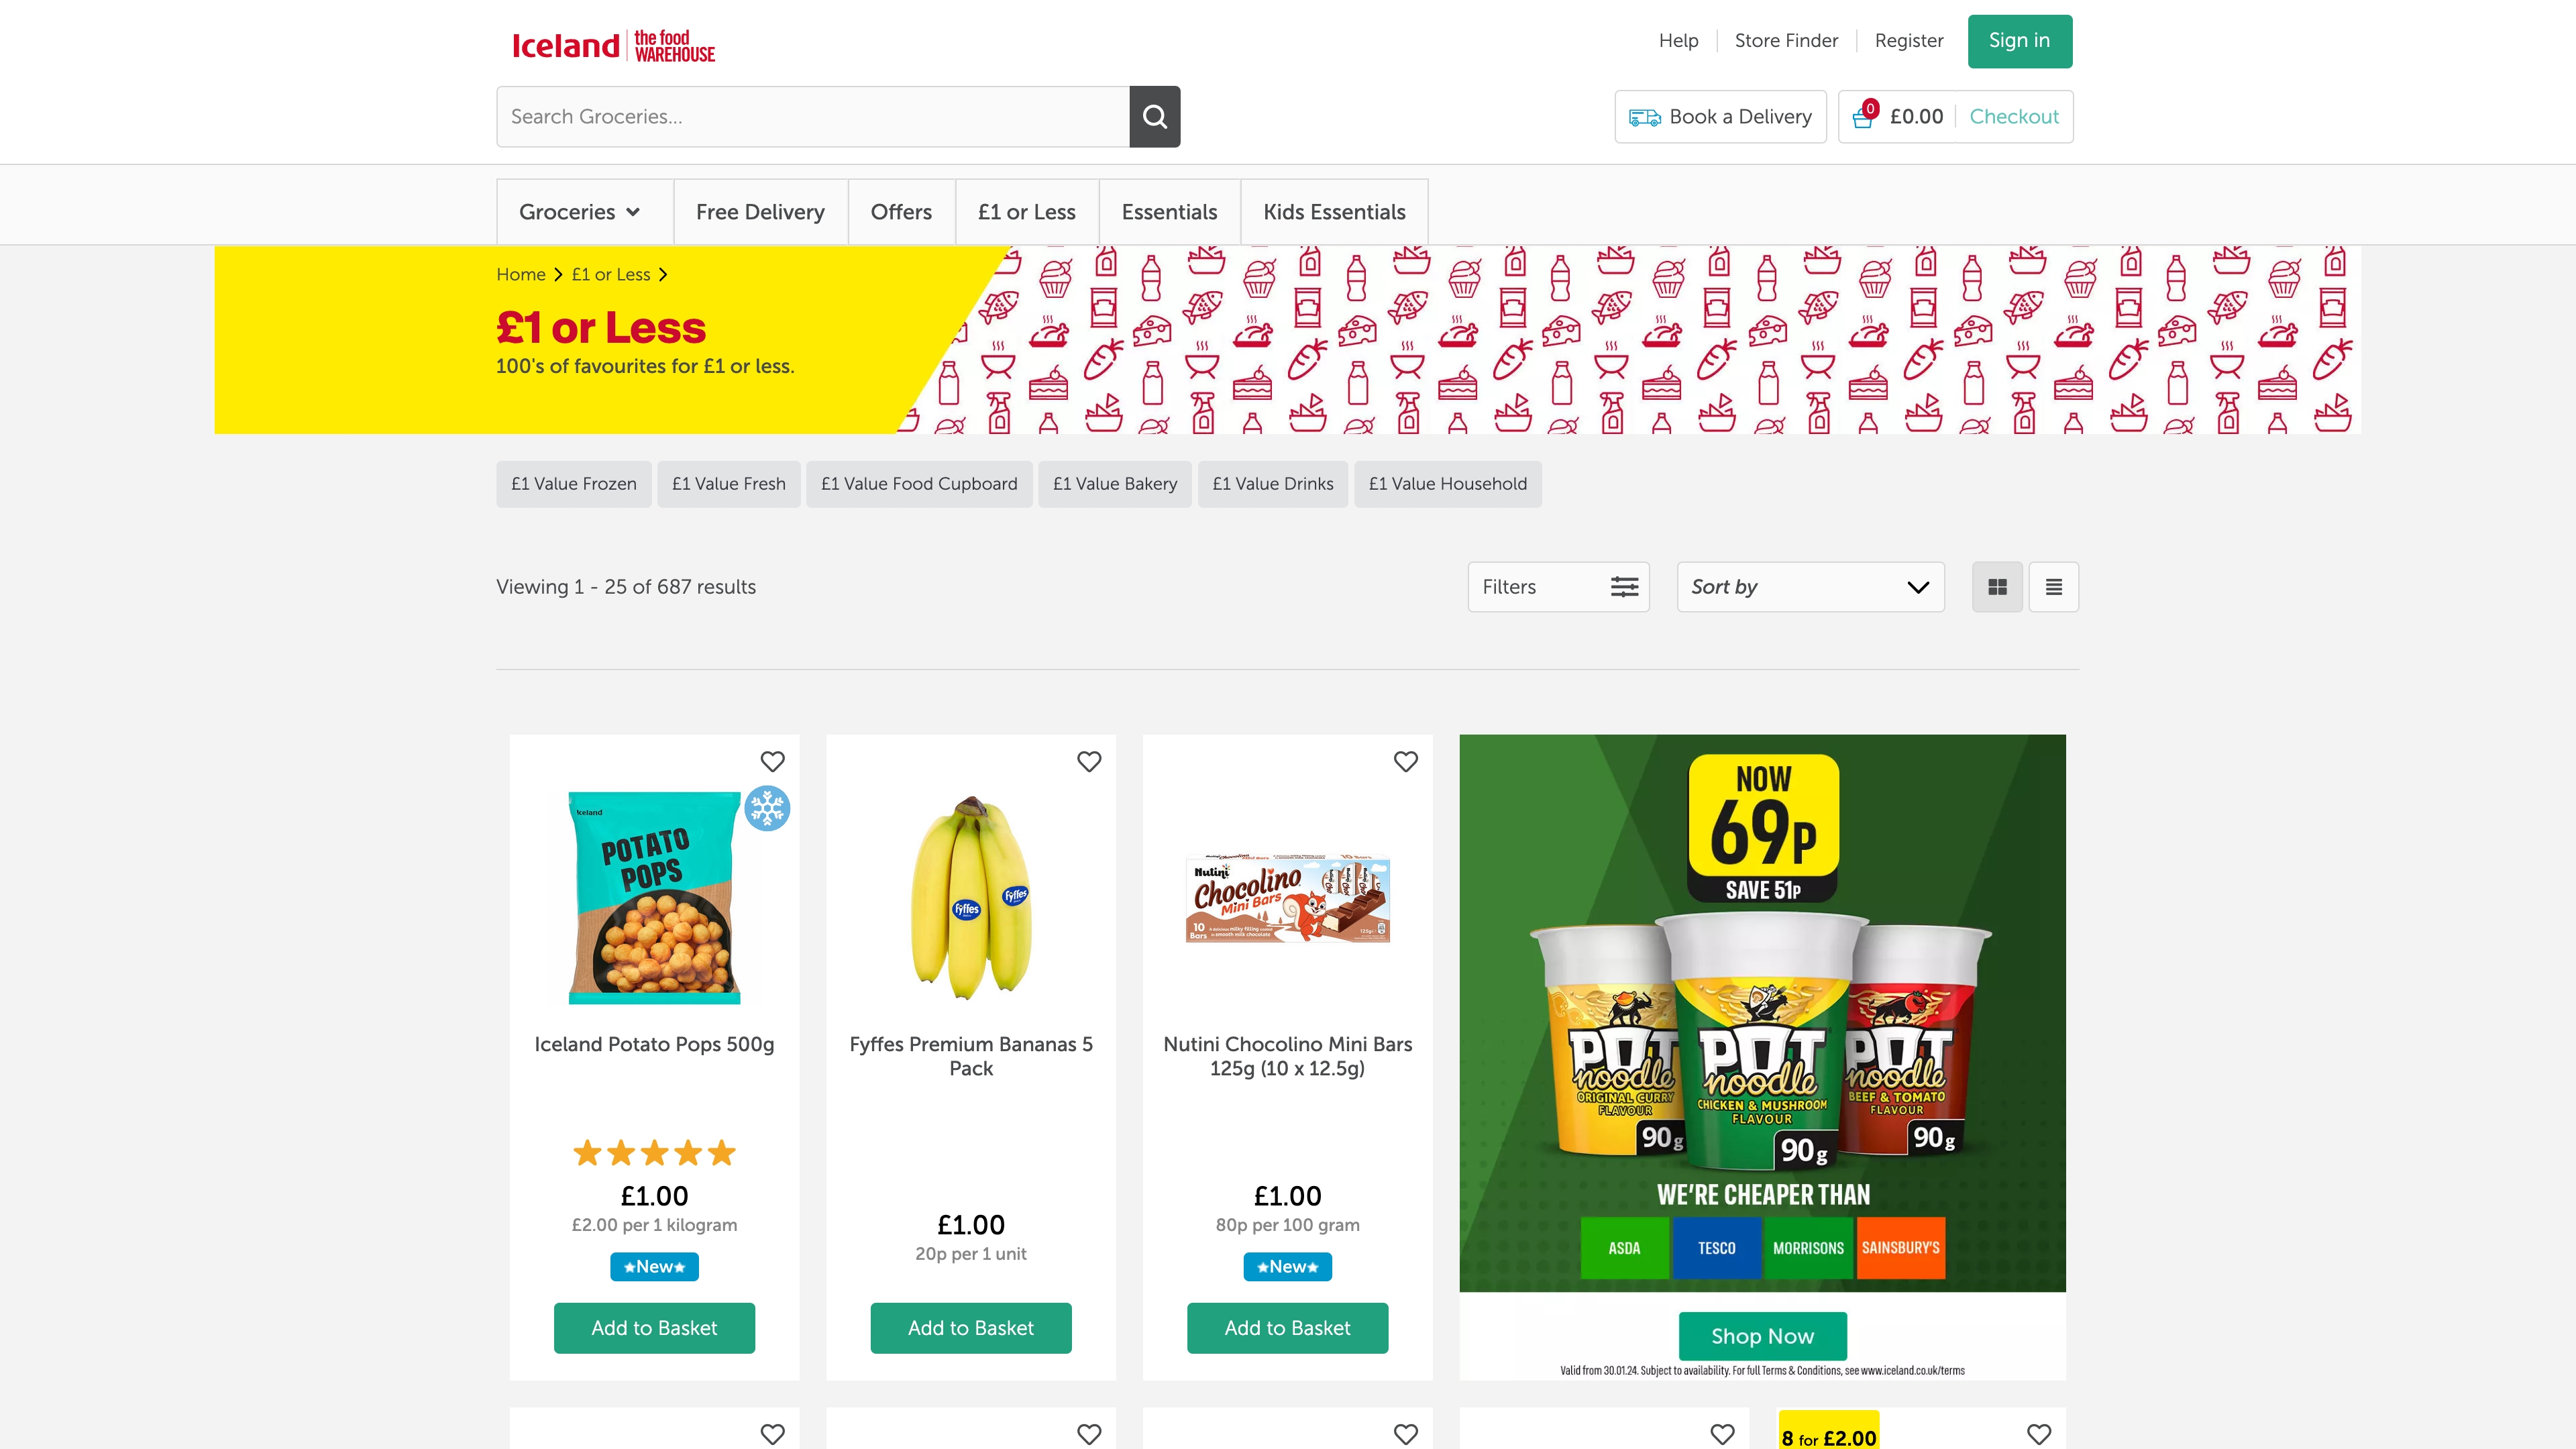 Iceland the food WAREHOUSE
Help
Store Finder
Register
Sign in
Search Groceries...
Book a Delivery
0
£0.00
Checkout
Groceries
Free Delivery
Offers
£1 or Less
Essentials
Kids Essentials
Home
£1 or Less
£1 or Less
100's of favourites for £1 or less.
£1 Value Frozen
£1 Value Fresh
£1 Value Food Cupboard
£1 Value Bakery
£1 Value Drinks
£1 Value Household
Viewing 1 - 25 of 687 results
Filters
Sort by
Iceland
POTATO
POPS
Iceland Potato Pops 500g
£1.00
£2.00 per 1 kilogram
New
Add to Basket
Fyffes
Fyffes
Fyffes Premium Bananas 5
Pack
£1.00
20p per 1 unit
Add to Basket
Nutini
Chocolino
Mini Bars
10
Bars
125g
Nutini Chocolino Mini Bars
125g (10 x 12.5g)
£1.00
80p per 100 gram
New
Add to Basket
NOW
69P
SAVE 51P
POT
noodle
ORIGINAL CURRY
FLAVOUR
90g
POT
noodle
CHICKEN & MUSHROOM
FLAVOUR
90g
POT
noodle
BEEF & TOMATO
FLAVOUR
90g
WE'RE CHEAPER THAN
ASDA
TESCO
MORRISONS
SAINSBURY'S
Shop Now
Valid from 30.01.24. Subject to availability. For full Terms & Conditions, see www.iceland.co.uk/terms
8 for £2.00